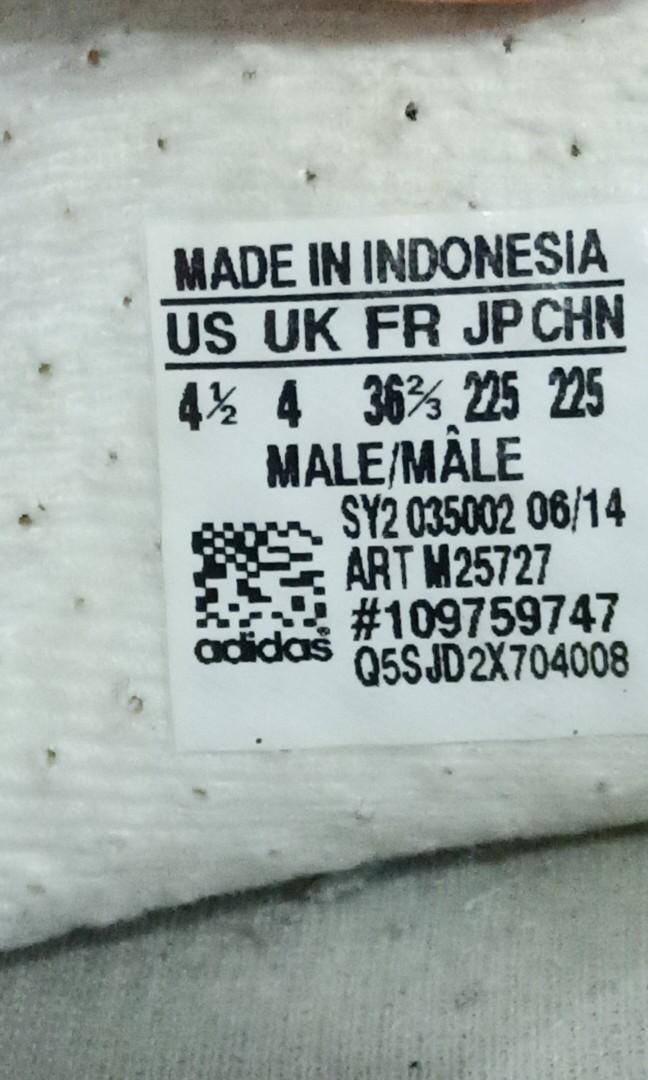 MADE IN INDONESIA
US UK FR JP CHN
4½ 4 36⅔ 225 225
MALE/MÂLE
SY2 035002 06/14
ART M25727
#109759747
adidas®
Q5SJD2X704008